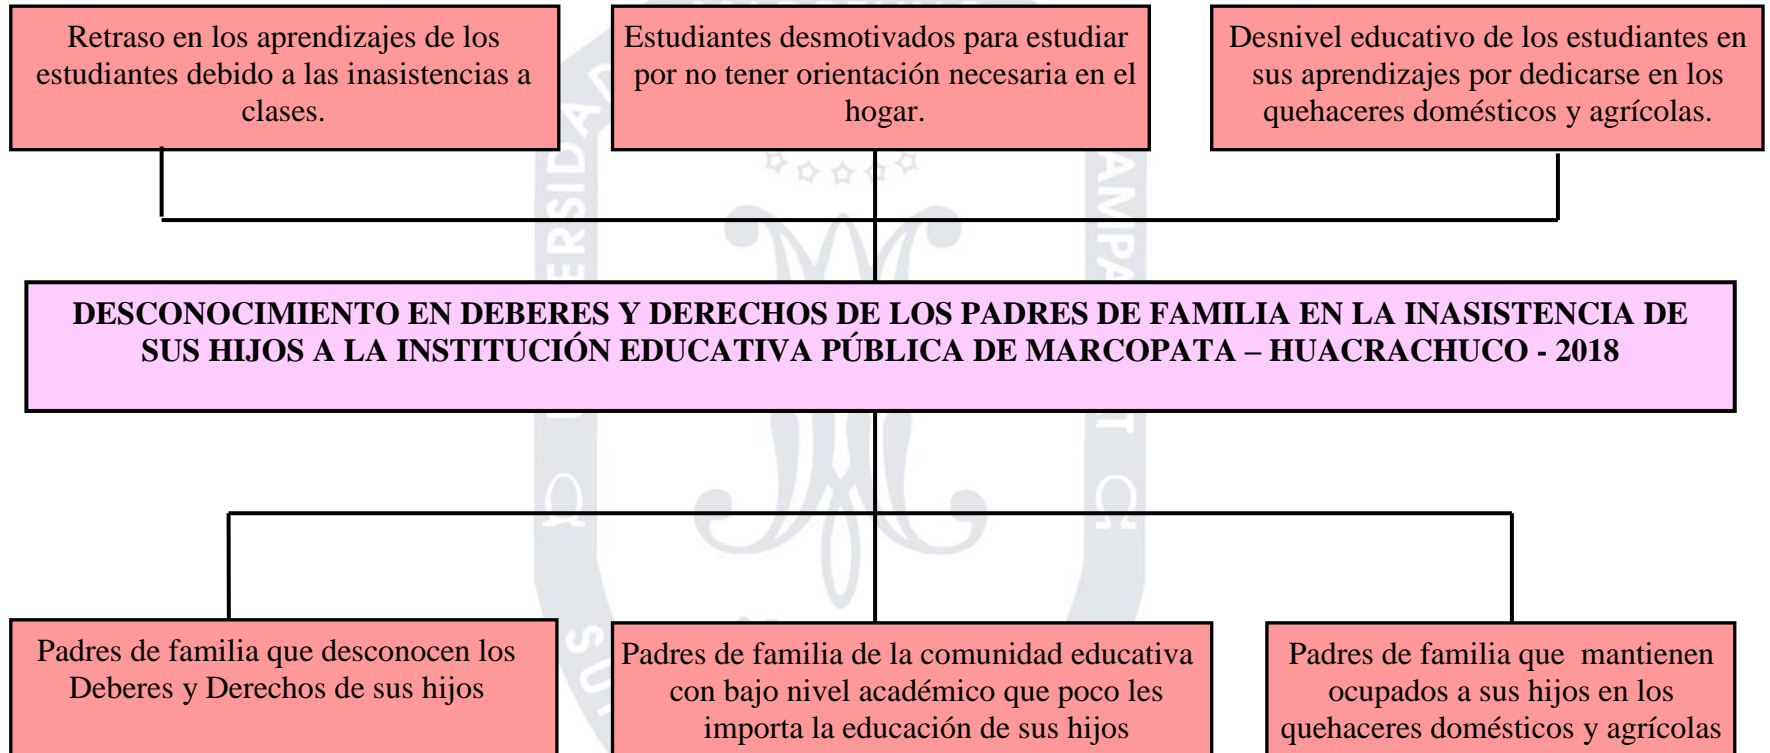 Retraso en los aprendizajes de los
estudiantes debido a las inasistencias a
clases.
Estudiantes desmotivados para estudiar
por no tener orientación necesaria en el
hogar.
Desnivel educativo de los estudiantes en
sus aprendizajes por dedicarse en los
quehaceres domésticos y agrícolas.
DESCONOCIMIENTO EN DEBERES Y DERECHOS DE LOS PADRES DE FAMILIA EN LA INASISTENCIA DE
SUS HIJOS A LA INSTITUCIÓN EDUCATIVA PÚBLICA DE MARCOPATA – HUACRACHUCO - 2018
Padres de familia que desconocen los
Deberes y Derechos de sus hijos
Padres de familia de la comunidad educativa
con bajo nivel académico que poco les
importa la educación de sus hijos
Padres de familia que mantienen
ocupados a sus hijos en los
quehaceres domésticos y agrícolas